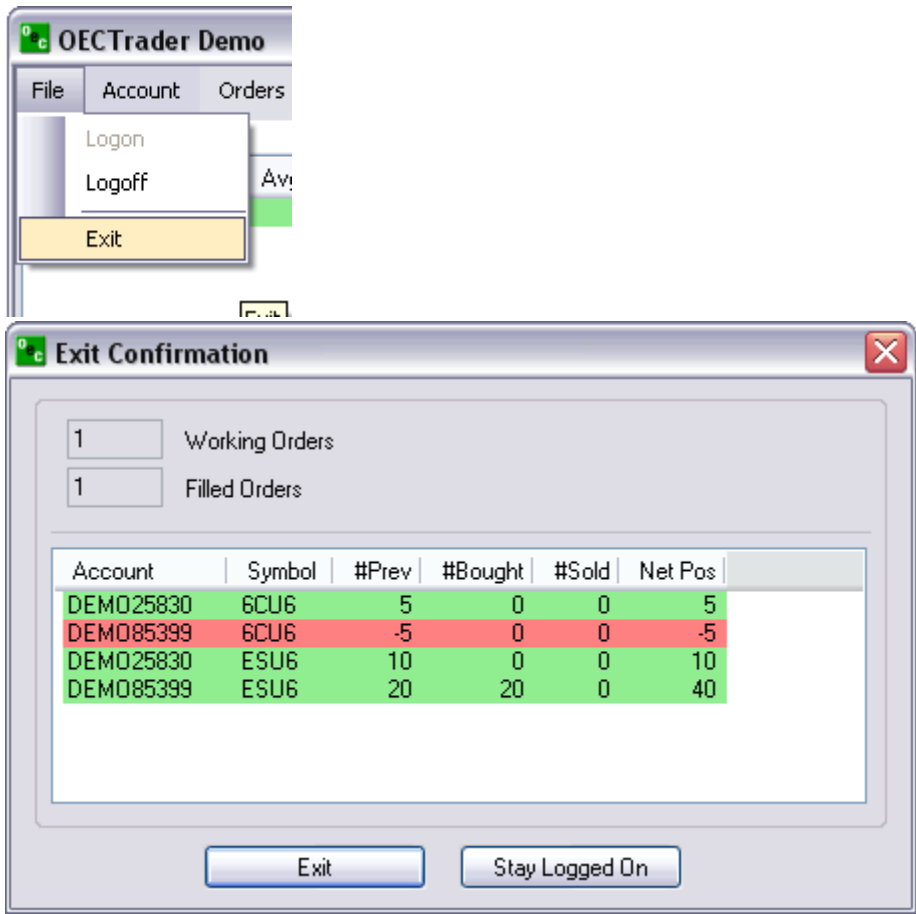 OEC OECTrader Demo
File Account Orders
Logon
Logoff
Exit
OEC Exit Confirmation
1 Working Orders
1 Filled Orders
Account Symbol #Prev #Bought #Sold Net Pos
DEMO25830 6CU6 5 0 0 5
DEMO85399 6CU6 -5 0 0 -5
DEMO25830 ESU6 10 0 0 10
DEMO85399 ESU6 20 20 0 40
Exit Stay Logged On